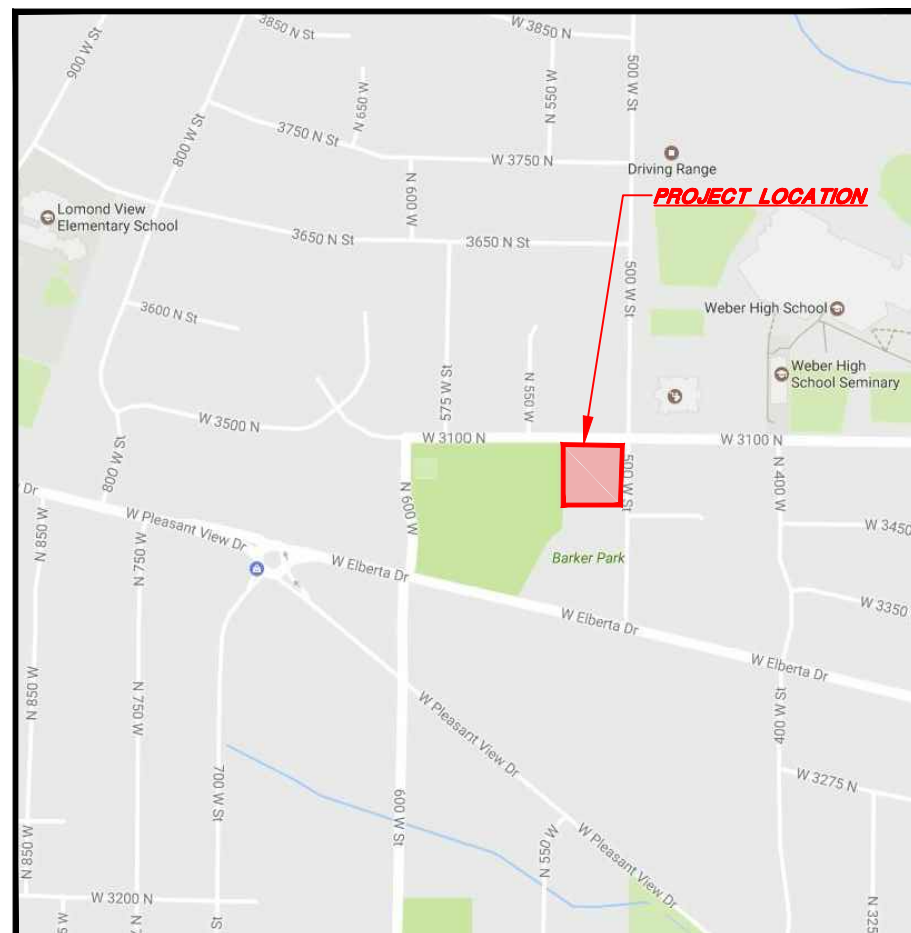 3850 N St
W 3850 N
900 W St
500 W St
N 650 W
N 550 W
800 W St
3750 N St
W 3750 N
Driving Range
N 600 W
PROJECT LOCATION
Lomond View
Elementary School
3650 N St
3650 N St
500 W St
3600 N St
Weber High School
Weber High
School Seminary
575 W St
N 550 W
W 3500 N
W 3100 N
W 3100 N
800 W St
500 W St
N 400 W
Dr
N 600 W
W Pleasant View Dr
N 850 W
N 750 W
W 3450
Barker Park
W Elberta Dr
W 3350
W Elberta Dr
W Elberta Dr
N 850 W
N 750 W
W Pleasant View Dr
400 W St
700 W St
W 3275 N
600 W St
N 850 W
N 550 W
W Pleasant View Dr
W 3200 N
St
N 325